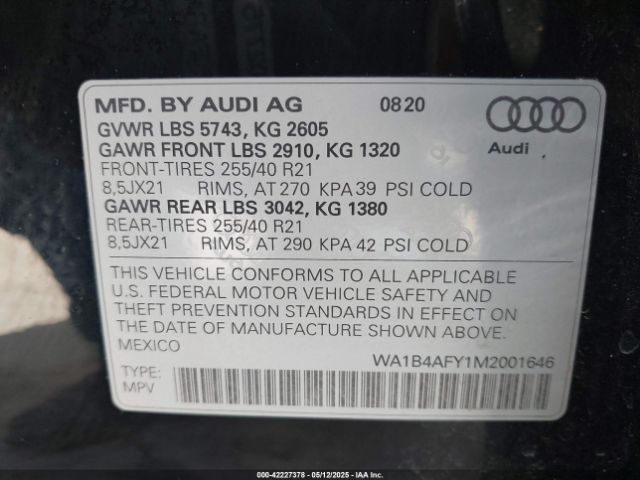 MFD. BY AUDI AG 08 20
GVWR LBS 5743, KG 2605
GAWR FRONT LBS 2910, KG 1320
FRONT-TIRES 255/40 R21
8,5JX21 RIMS, AT 270 KPA 39 PSI COLD
GAWR REAR LBS 3042, KG 1380
REAR-TIRES 255/40 R21
8,5JX21 RIMS, AT 290 KPA 42 PSI COLD
Audi
THIS VEHICLE CONFORMS TO ALL APPLICABLE
U.S. FEDERAL MOTOR VEHICLE SAFETY AND
THEFT PREVENTION STANDARDS IN EFFECT ON
THE DATE OF MANUFACTURE SHOWN ABOVE.
MEXICO
WA1B4AFY1M2001646
TYPE:
MPV
000-42227378 - 05/12/2025 - IAA Inc.